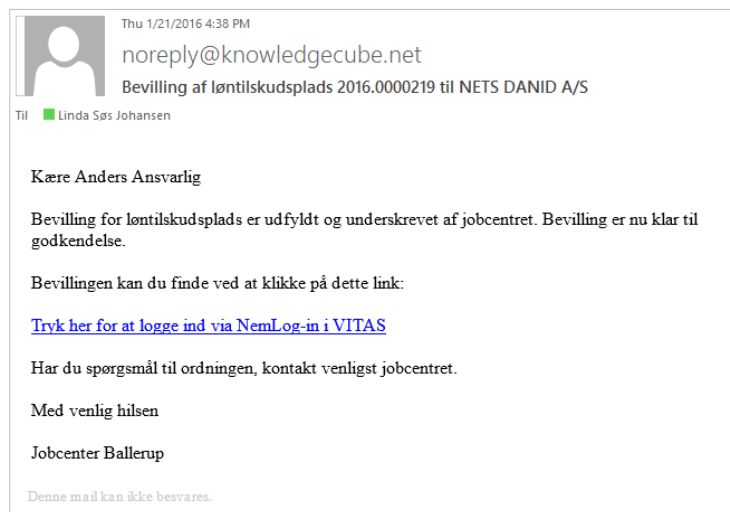 Thu 1/21/2016 4:38 PM
noreply@knowledgecube.net
Bevilling af løntilskudsplads 2016.0000219 til NETS DANID A/S
Til Linda Søs Johansen
Kære Anders Ansvarlig
Bevilling for løntilskudsplads er udfyldt og underskrevet af jobcentret. Bevilling er nu klar til
godkendelse.
Bevillingen kan du finde ved at klikke på dette link:
Tryk her for at logge ind via NemLog-in i VITAS
Har du spørgsmål til ordningen, kontakt venligst jobcentret.
Med venlig hilsen
Jobcenter Ballerup
Denne mail kan ikke besvares.